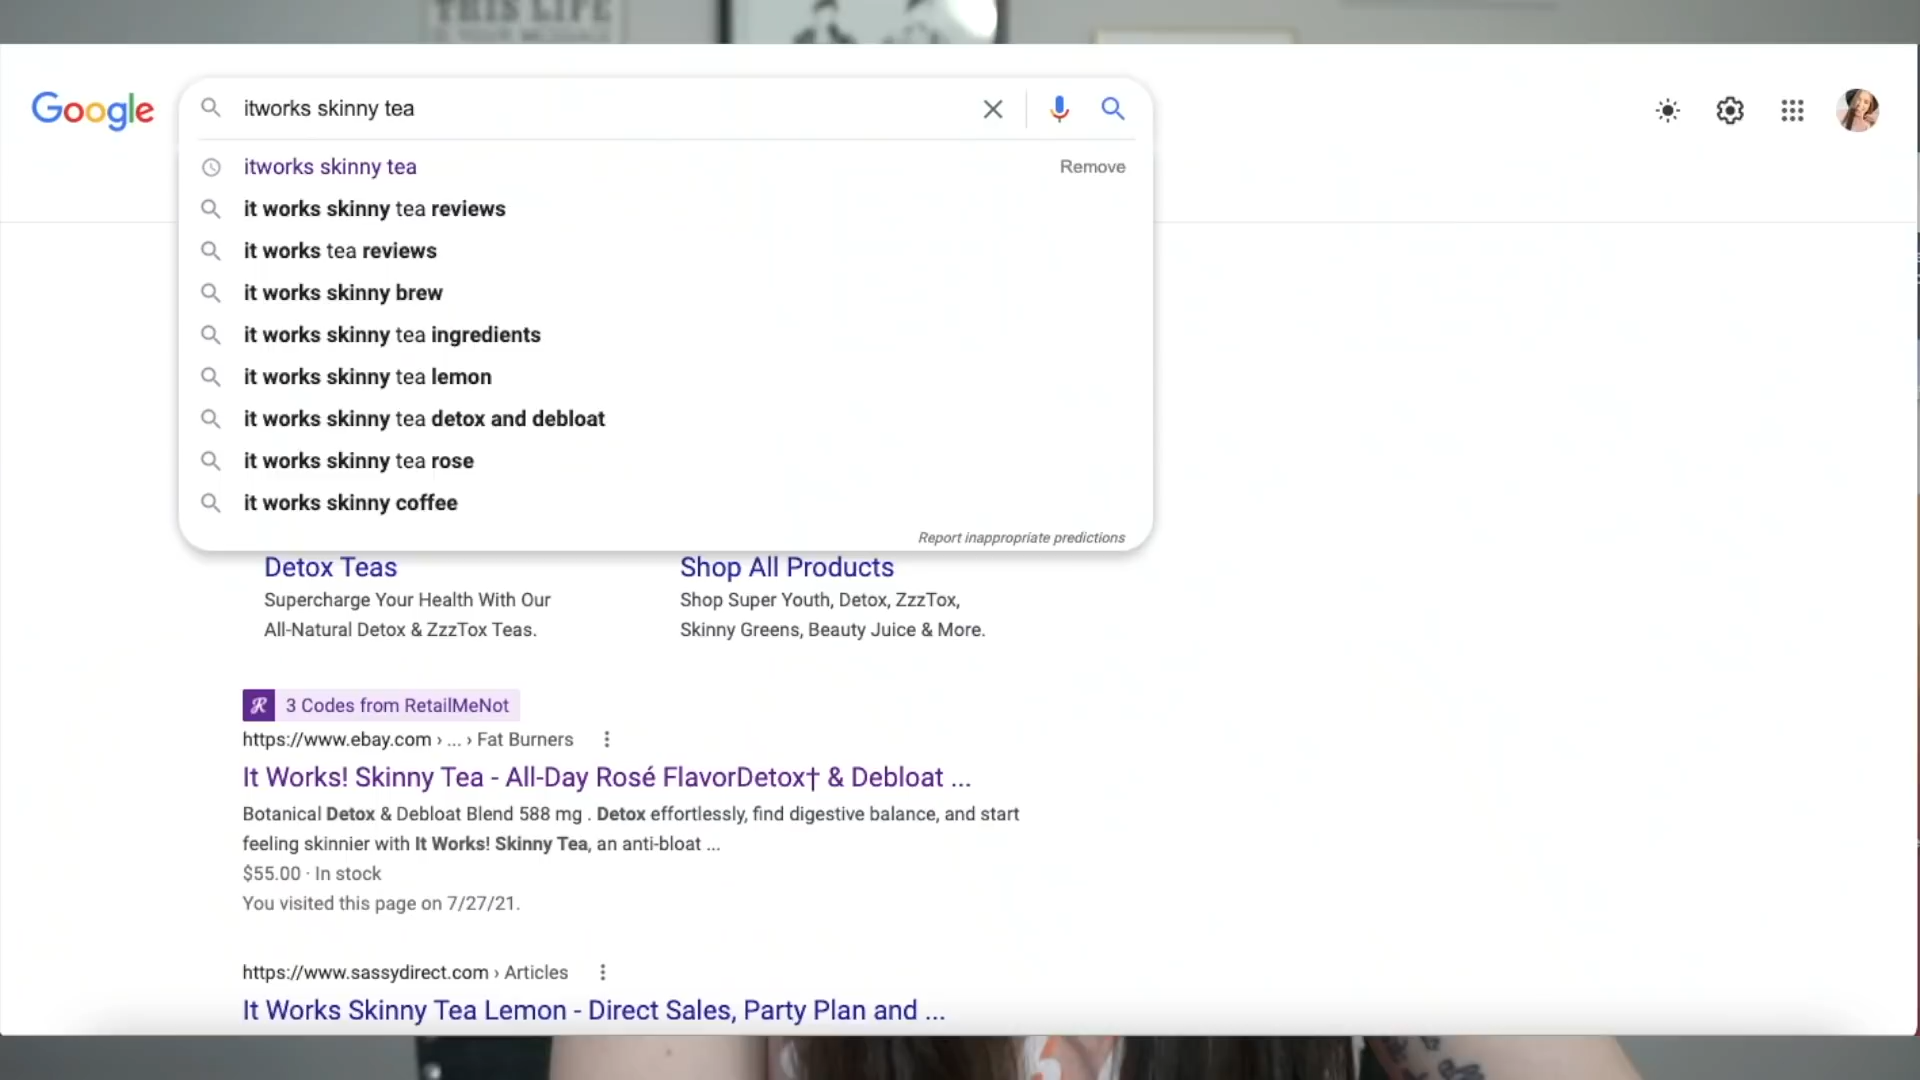 THIS LIFE
Google
itworks skinny tea
itworks skinny tea
Remove
it works skinny tea reviews
it works tea reviews
it works skinny brew
it works skinny tea ingredients
it works skinny tea lemon
it works skinny tea detox and debloat
it works skinny tea rose
it works skinny coffee
Report inappropriate predictions
Detox Teas
Supercharge Your Health With Our
All-Natural Detox & ZzzTox Teas.
Shop All Products
Shop Super Youth, Detox, ZzzTox,
Skinny Greens, Beauty Juice & More.
3 Codes from RetailMeNot
https://www.ebay.com › ... › Fat Burners
It Works! Skinny Tea - All-Day Rosé FlavorDetox† & Debloat ...
Botanical Detox & Debloat Blend 588 mg . Detox effortlessly, find digestive balance, and start
feeling skinnier with It Works! Skinny Tea, an anti-bloat ...
$55.00 · In stock
You visited this page on 7/27/21.
https://www.sassydirect.com › Articles
It Works Skinny Tea Lemon - Direct Sales, Party Plan and ...